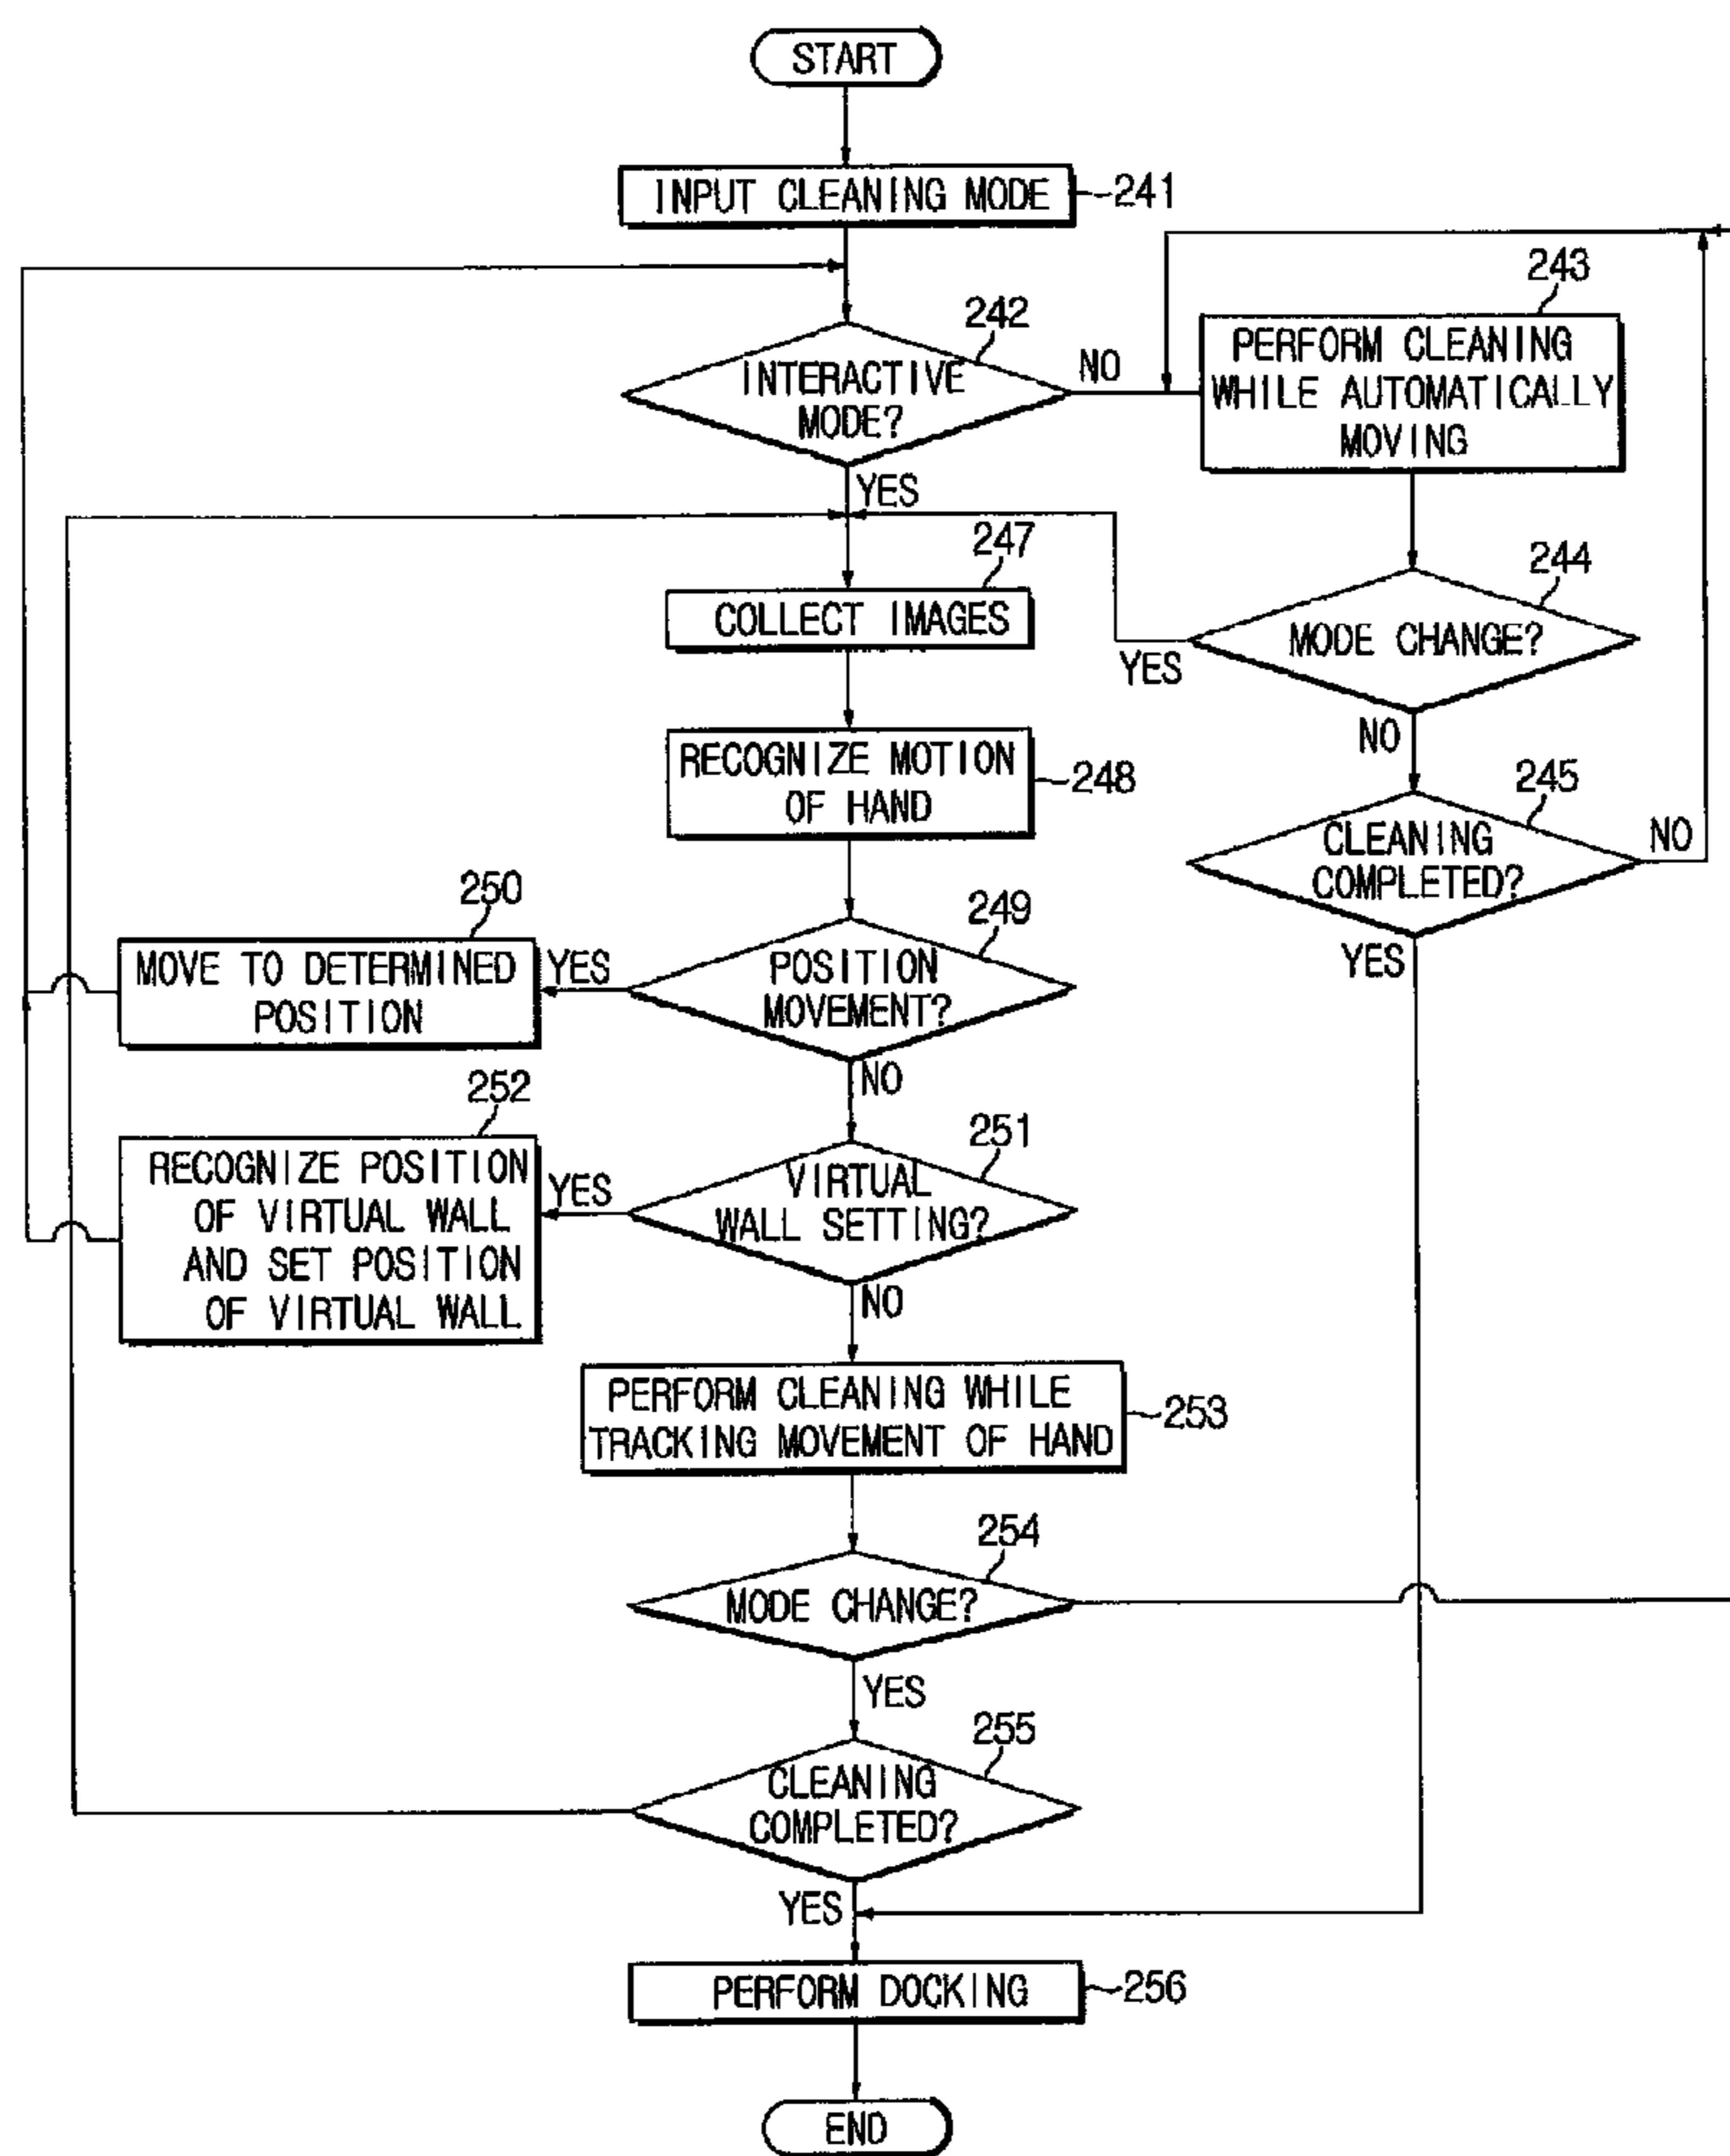 START
INPUT CLEANING MODE
241
242
INTERACTIVE
MODE?
NO
YES
243
PERFORM CLEANING
WHILE AUTOMATICALLY
MOVING
244
MODE CHANGE?
YES
NO
245
CLEANING
COMPLETED?
NO
YES
247
COLLECT IMAGES
RECOGNIZE MOTION
OF HAND
248
249
POSITION
MOVEMENT?
YES
NO
250
MOVE TO DETERMINED
POSITION
251
VIRTUAL
WALL SETTING?
YES
NO
252
RECOGNIZE POSITION
OF VIRTUAL WALL
AND SET POSITION
OF VIRTUAL WALL
PERFORM CLEANING WHILE
TRACKING MOVEMENT OF HAND
253
254
MODE CHANGE?
YES
255
CLEANING
COMPLETED?
YES
PERFORM DOCKING
256
END